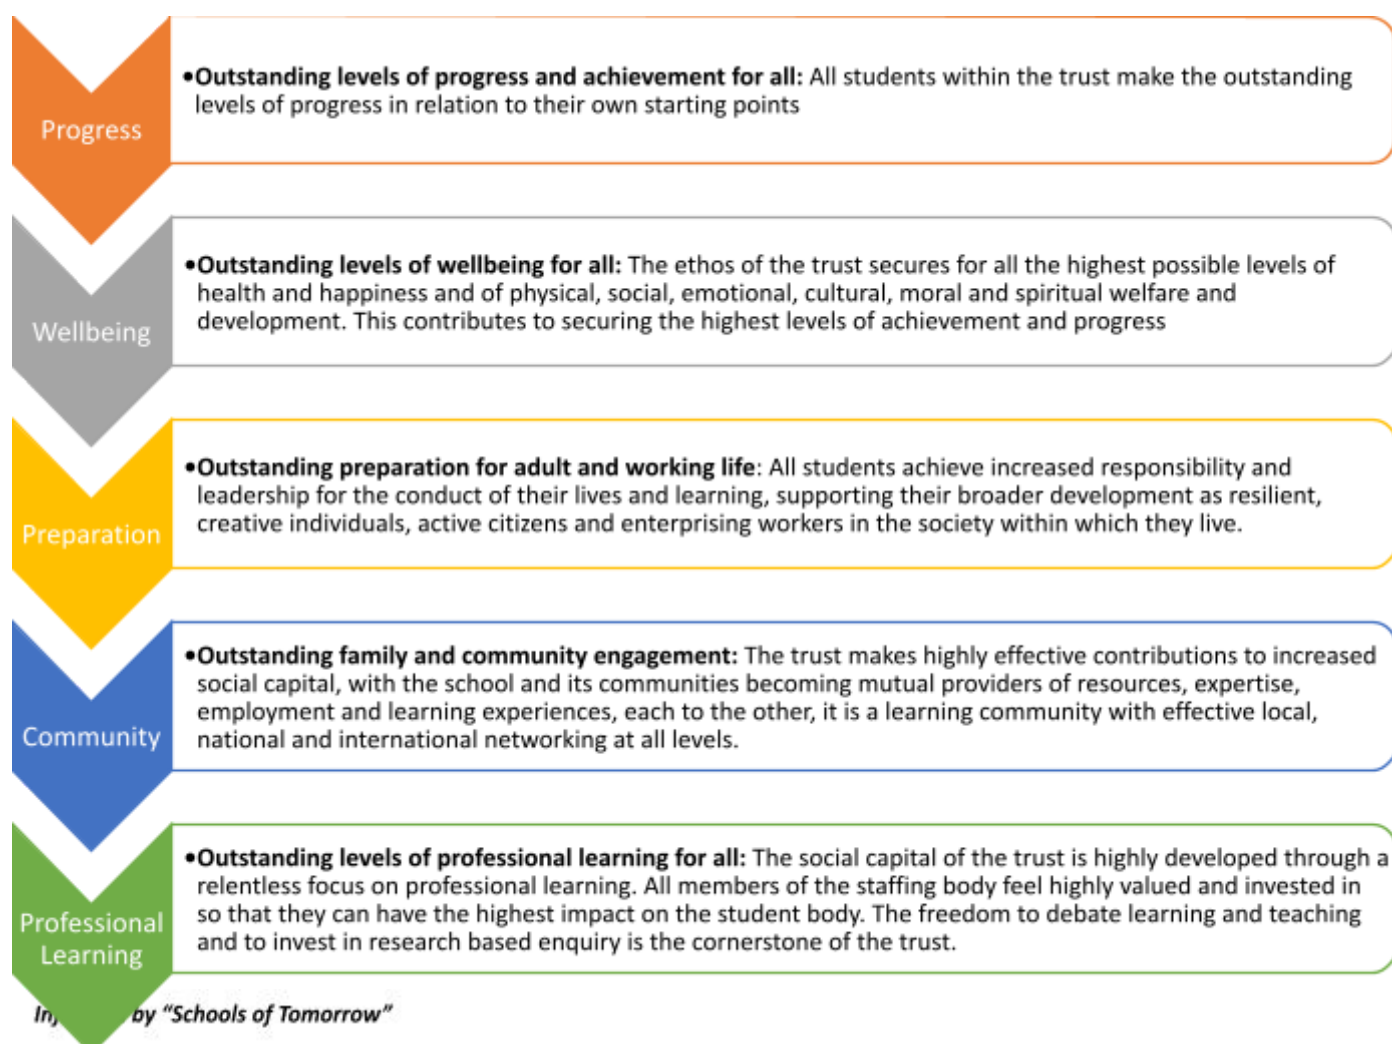 Progress
•Outstanding levels of progress and achievement for all: All students within the trust make the outstanding
levels of progress in relation to their own starting points
Wellbeing
•Outstanding levels of wellbeing for all: The ethos of the trust secures for all the highest possible levels of
health and happiness and of physical, social, emotional, cultural, moral and spiritual welfare and
development. This contributes to securing the highest levels of achievement and progress
Preparation
•Outstanding preparation for adult and working life: All students achieve increased responsibility and
leadership for the conduct of their lives and learning, supporting their broader development as resilient,
creative individuals, active citizens and enterprising workers in the society within which they live.
Community
•Outstanding family and community engagement: The trust makes highly effective contributions to increased
social capital, with the school and its communities becoming mutual providers of resources, expertise,
employment and learning experiences, each to the other, it is a learning community with effective local,
national and international networking at all levels.
Professional
Learning
•Outstanding levels of professional learning for all: The social capital of the trust is highly developed through a
relentless focus on professional learning. All members of the staffing body feel highly valued and invested in
so that they can have the highest impact on the student body. The freedom to debate learning and teaching
and to invest in research based enquiry is the cornerstone of the trust.
by “Schools of Tomorrow”